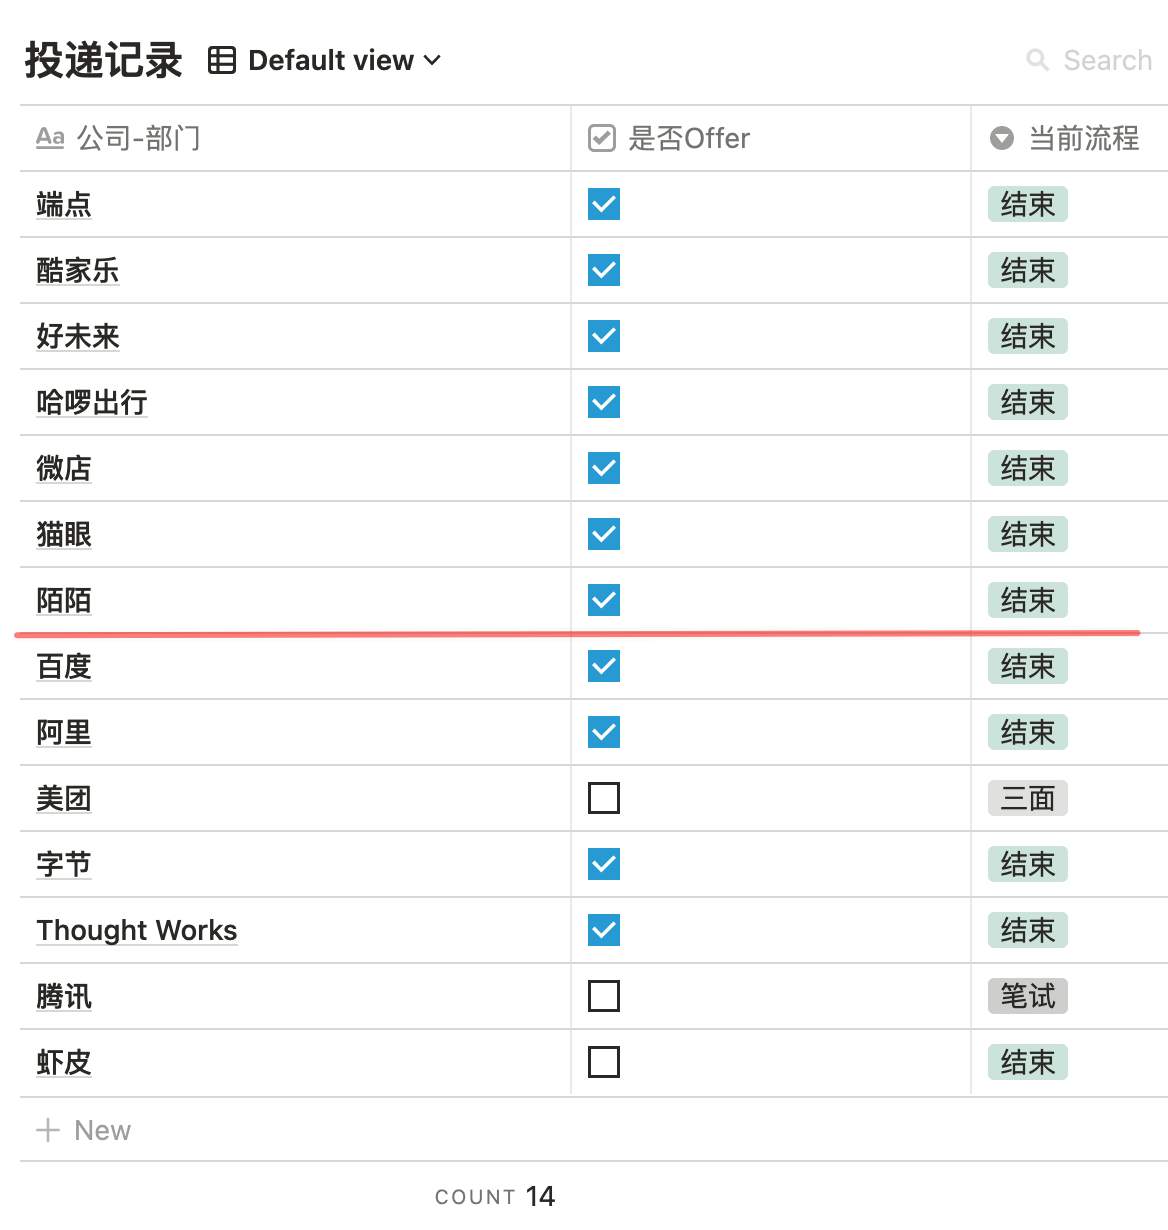 投递记录 Default view Search
Aa 公司-部门 是否Offer 当前流程
端点 结束
酷家乐 结束
好未来 结束
哈啰出行 结束
微店 结束
猫眼 结束
陌陌 结束
百度 结束
阿里 结束
美团 三面
字节 结束
Thought Works 结束
腾讯 笔试
虾皮 结束
New
COUNT 14